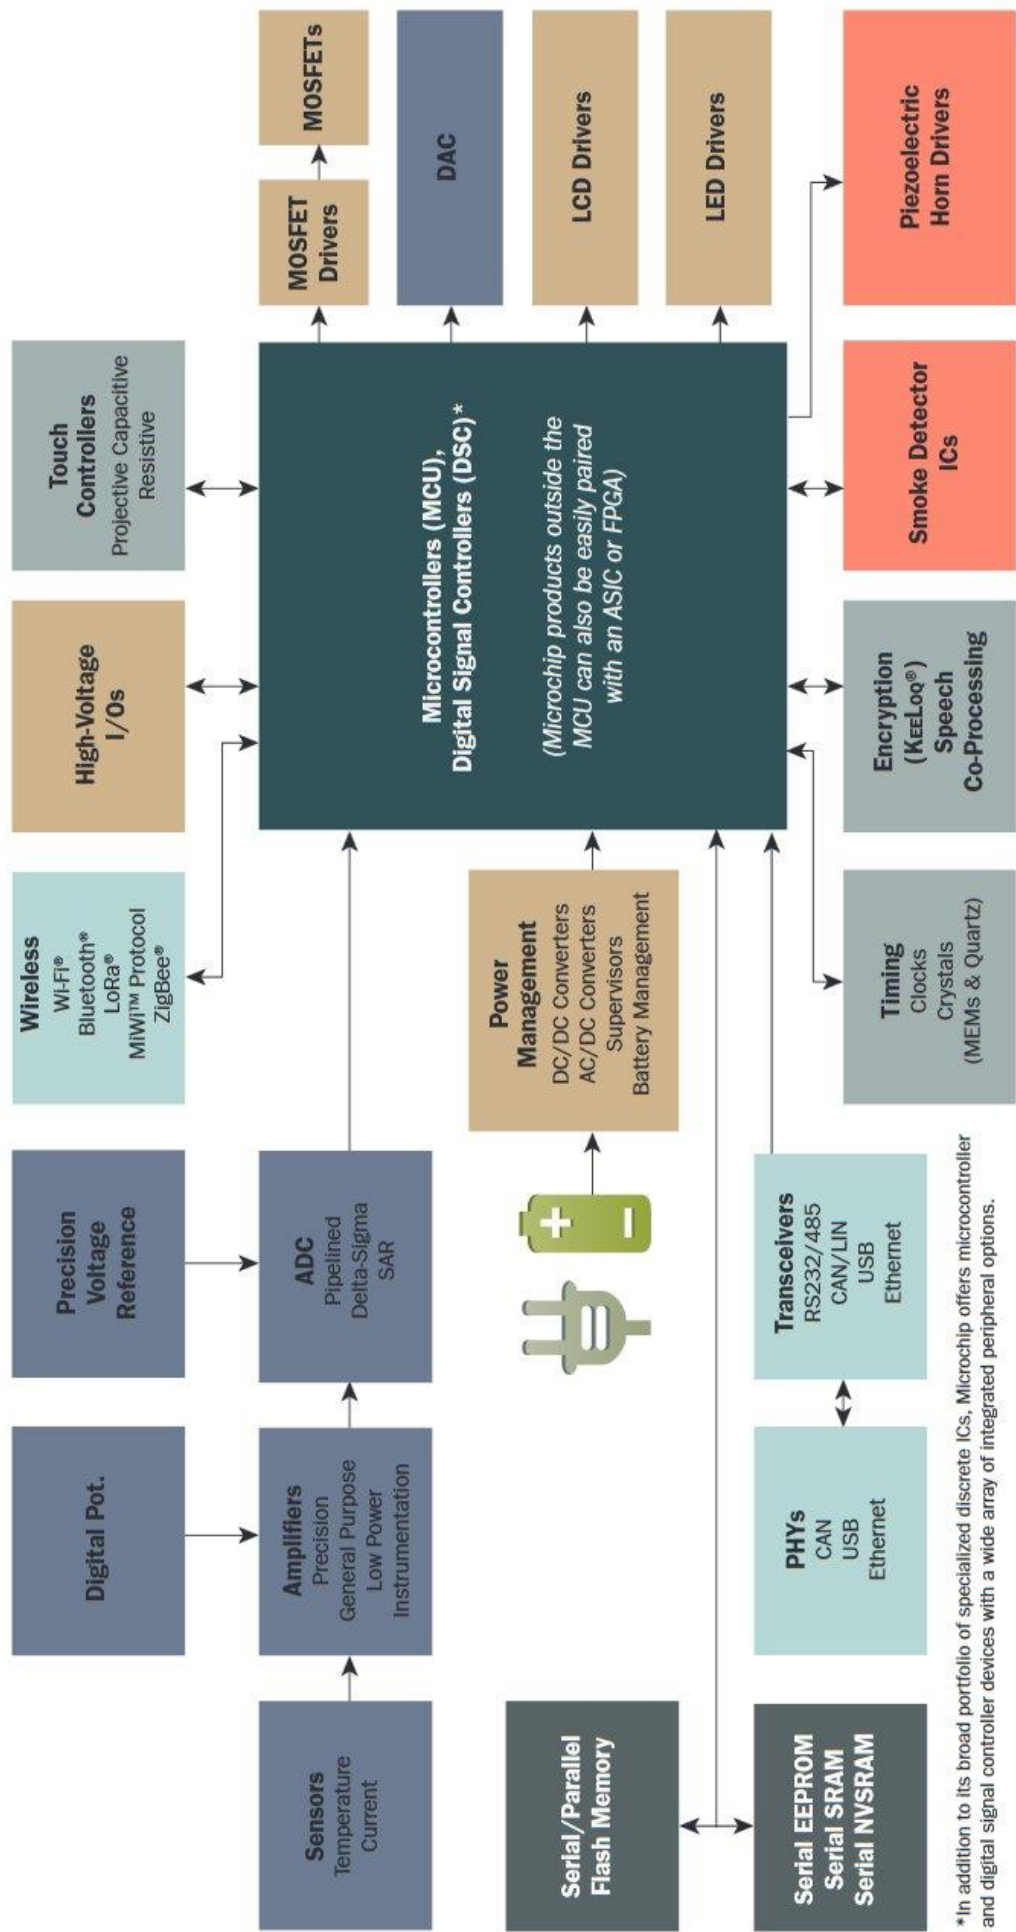 Digital Pot.
Precision
Voltage
Reference
Wireless
Wi-Fi®
Bluetooth®
LoRa®
MiWi™ Protocol
ZigBee®
High-Voltage
I/Os
Touch
Controllers
Projective Capacitive
Resistive
Sensors
Temperature
Current
Amplifiers
Precision
General Purpose
Low Power
Instrumentation
ADC
Pipelined
Delta-Sigma
SAR
Microcontrollers (MCU),
Digital Signal Controllers (DSC)*
(Microchip products outside the
MCU can also be easily paired
with an ASIC or FPGA)
MOSFET
Drivers
MOSFETs
DAC
LCD Drivers
LED Drivers
Power
Management
DC/DC Converters
AC/DC Converters
Supervisors
Battery Management
+
–
Serial/Parallel
Flash Memory
Serial EEPROM
Serial SRAM
Serial NVSRAM
PHYs
CAN
USB
Ethernet
Transceivers
RS232/485
CAN/LIN
USB
Ethernet
Timing
Clocks
Crystals
(MEMs & Quartz)
Encryption
(KEELOQ®)
Speech
Co-Processing
Smoke Detector
ICs
Piezoelectric
Horn Drivers
*In addition to its broad portfolio of specialized discrete ICs, Microchip offers microcontroller
and digital signal controller devices with a wide array of integrated peripheral options.